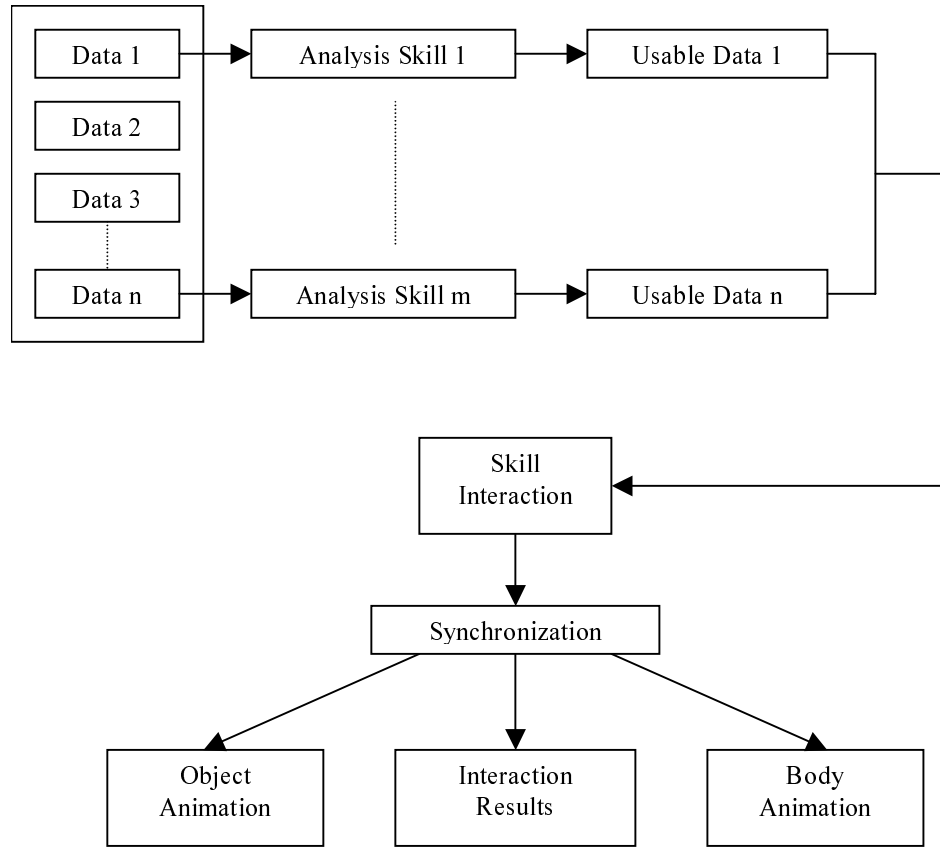 Data 1
Analysis Skill 1
Usable Data 1
Data 2
Data 3
Data n
Analysis Skill m
Usable Data n
Skill
Interaction
Synchronization
Object
Animation
Interaction
Results
Body
Animation